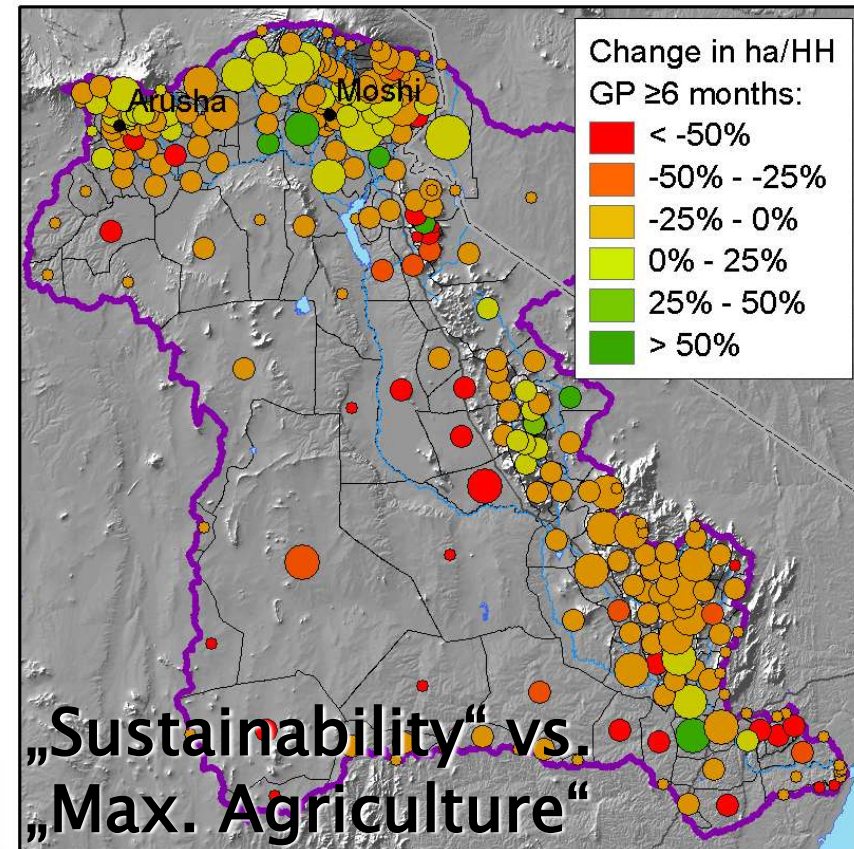 Change in ha/HH
GP ≥6 months:
< -50%
-50% - -25%
-25% - 0%
0% - 25%
25% - 50%
> 50%
Arusha
Moshi
„Sustainability“ vs.
„Max. Agriculture“